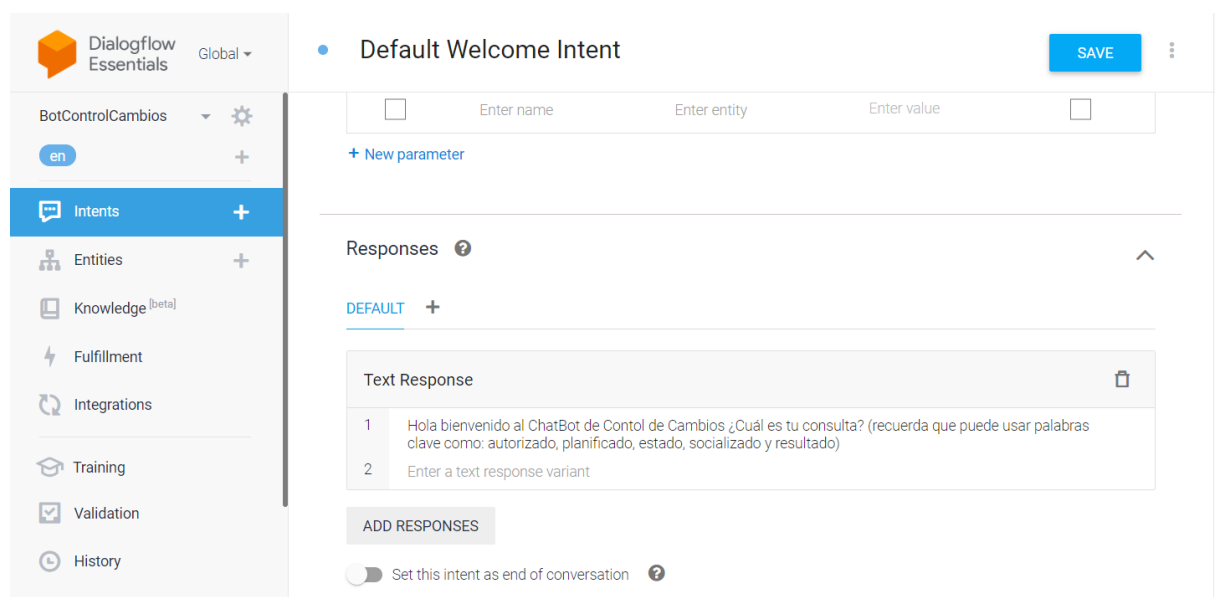 Dialogflow
Essentials
Global
Default Welcome Intent
SAVE
BotControlCambios
en
Intents
Entities
Knowledge [beta]
Fulfillment
Integrations
Training
Validation
History
Enter name
Enter entity
Enter value
+ New parameter
Responses
DEFAULT +
Text Response
1 Hola bienvenido al ChatBot de Contol de Cambios ¿Cuál es tu consulta? (recuerda que puede usar palabras
clave como: autorizado, planificado, estado, socializado y resultado)
2 Enter a text response variant
ADD RESPONSES
Set this intent as end of conversation